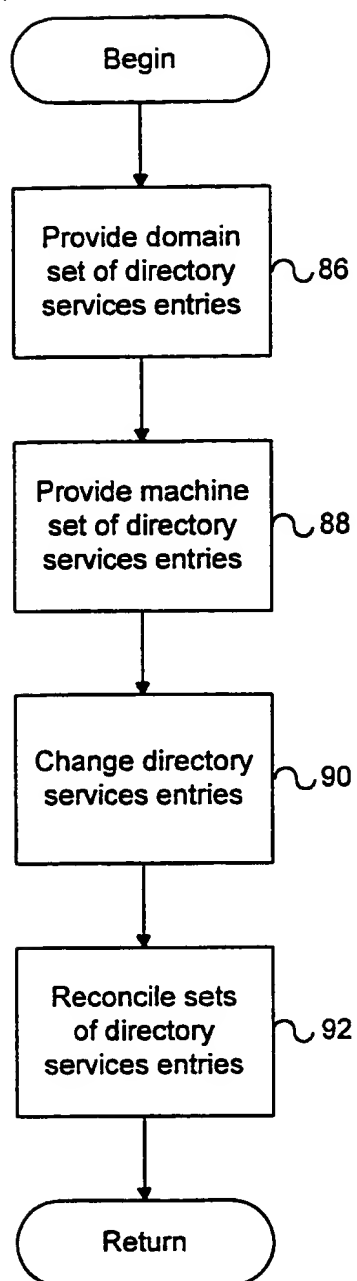 Begin
Provide domain
set of directory
services entries
86
Provide machine
set of directory
services entries
88
Change directory
services entries
90
Reconcile sets
of directory
services entries
92
Return